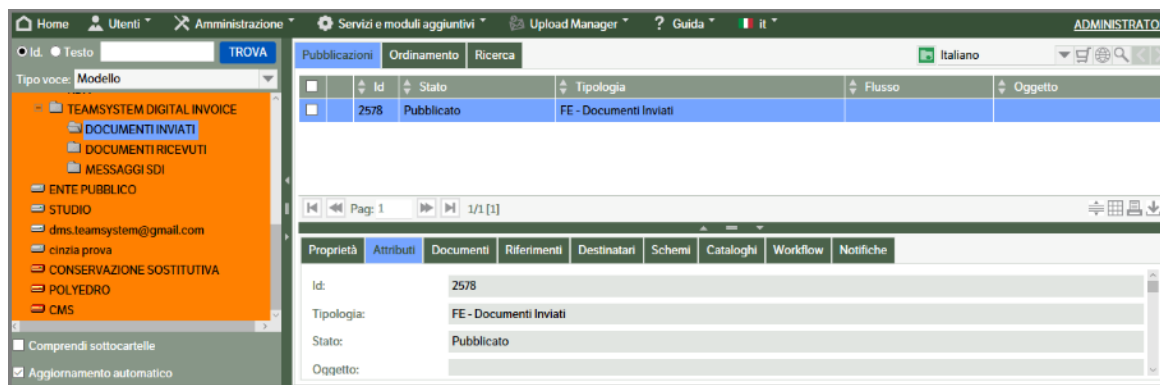 Home Utenti Amministrazione Servizi e moduli aggiuntivi Upload Manager ? Guida it ADMINISTRATO
Id. Testo TROVA
Tipo voce: Modello
TEAMSYSTEM DIGITAL INVOICE
DOCUMENTI INVIATI
DOCUMENTI RICEVUTI
MESSAGGI SDI
ENTE PUBBLICO
STUDIO
dms.teamsystem@gmail.com
cinzia prova
CONSERVAZIONE SOSTITUTIVA
POLYEDRO
CMS
Comprendi sottocartelle
Aggiornamento automatico
Pubblicazioni Ordinamento Ricerca Italiano
Id Stato Tipologia Flusso Oggetto
2578 Pubblicato FE - Documenti Inviati
Pag: 1 1/1 [1]
Proprietà Attributi Documenti Riferimenti Destinatari Schemi Cataloghi Workflow Notifiche
Id: 2578
Tipologia: FE - Documenti Inviati
Stato: Pubblicato
Oggetto: